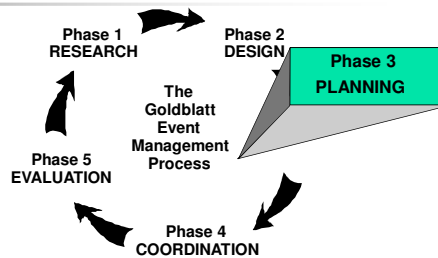 Phase 1
RESEARCH
Phase 2
DESIGN
Phase 3
PLANNING
The
Goldblatt
Event
Management
Process
Phase 5
EVALUATION
Phase 4
COORDINATION